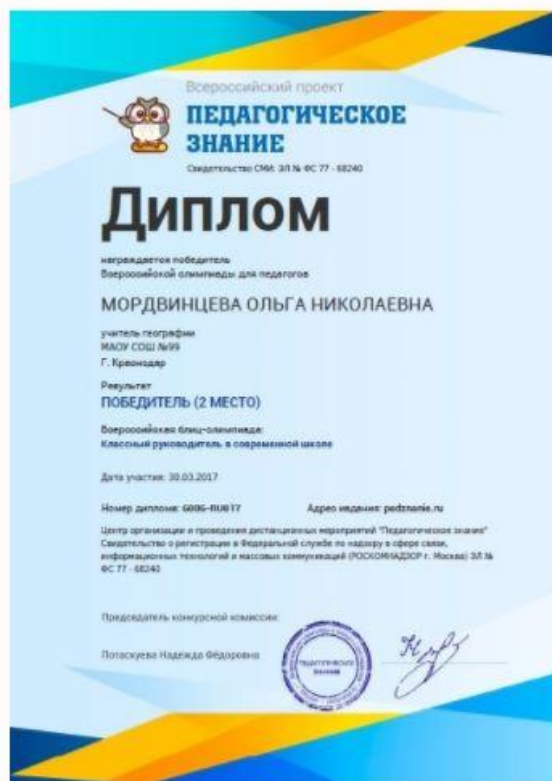 Всероссийский проект
ПЕДАГОГИЧЕСКОЕ
ЗНАНИЕ
Свидетельство СМИ: ЭЛ № ФС 77 - 68240
Диплом
награждается победитель
Всероссийской олимпиады для педагогов
МОРДВИНЦЕВА ОЛЬГА НИКОЛАЕВНА
учитель географии
МАОУ СОШ №99
Г. Краснодар
Результат
ПОБЕДИТЕЛЬ (2 МЕСТО)
Всероссийская блиц-олимпиада:
Классный руководитель в современной школе
Дата участия: 30.03.2017
Номер диплома: Адрес издания: pedznanie.ru
Центр организации и проведения дистанционных мероприятий "Педагогическое знание"
Свидетельство о регистрации в Федеральной службе по надзору в сфере связи,
информационных технологий и массовых коммуникаций (РОСКОМНАДЗОР г. Москва) ЭЛ №
ФС 77 - 68240
Председатель конкурсной комиссии:
Потаскуева Надежда Фёдоровна
ПЕДАГОГИЧЕСКОЕ
ЗНАНИЕ